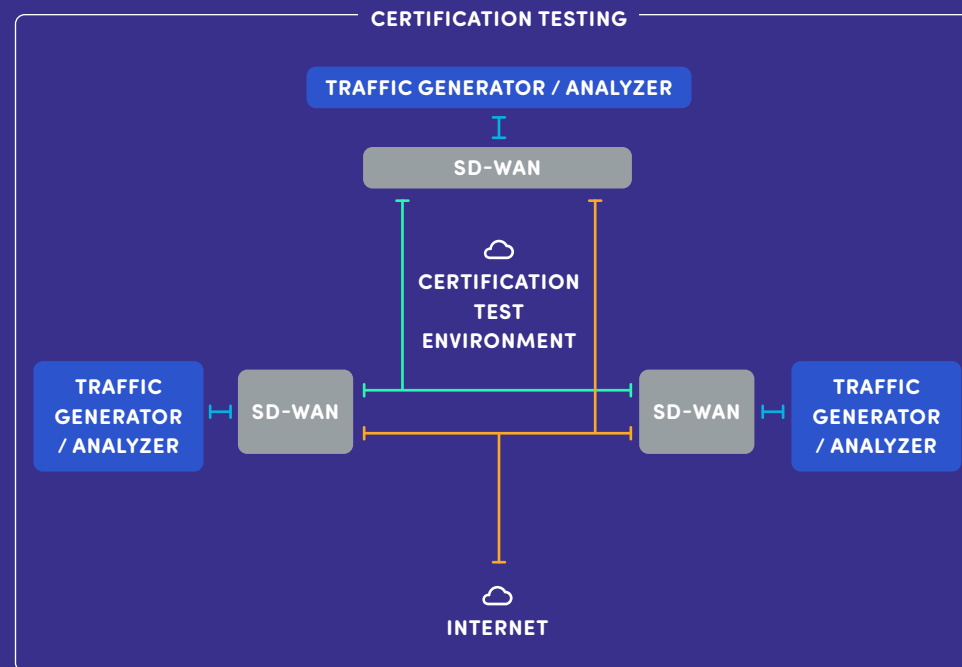 CERTIFICATION TESTING
TRAFFIC GENERATOR / ANALYZER
SD-WAN
CERTIFICATION
TEST
ENVIRONMENT
TRAFFIC
GENERATOR
/ ANALYZER
SD-WAN
SD-WAN
TRAFFIC
GENERATOR
/ ANALYZER
INTERNET